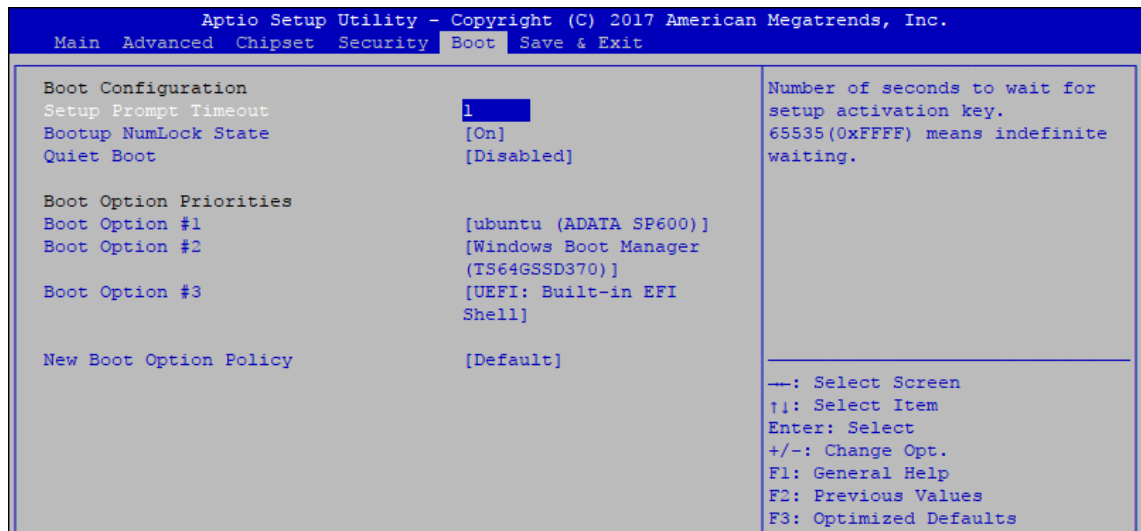 Aptio Setup Utility - Copyright (C) 2017 American Megatrends, Inc.
Main Advanced Chipset Security Boot Save & Exit
Boot Configuration
Setup Prompt Timeout 1
Bootup NumLock State [On]
Quiet Boot [Disabled]
Boot Option Priorities
Boot Option #1 [ubuntu (ADATA SP600)]
Boot Option #2 [Windows Boot Manager
(TS64GSSD370)]
Boot Option #3 [UEFI: Built-in EFI
Shell]
New Boot Option Policy [Default]
Number of seconds to wait for
setup activation key.
65535(0xFFFF) means indefinite
waiting.
→←: Select Screen
↑↓: Select Item
Enter: Select
+/-: Change Opt.
F1: General Help
F2: Previous Values
F3: Optimized Defaults